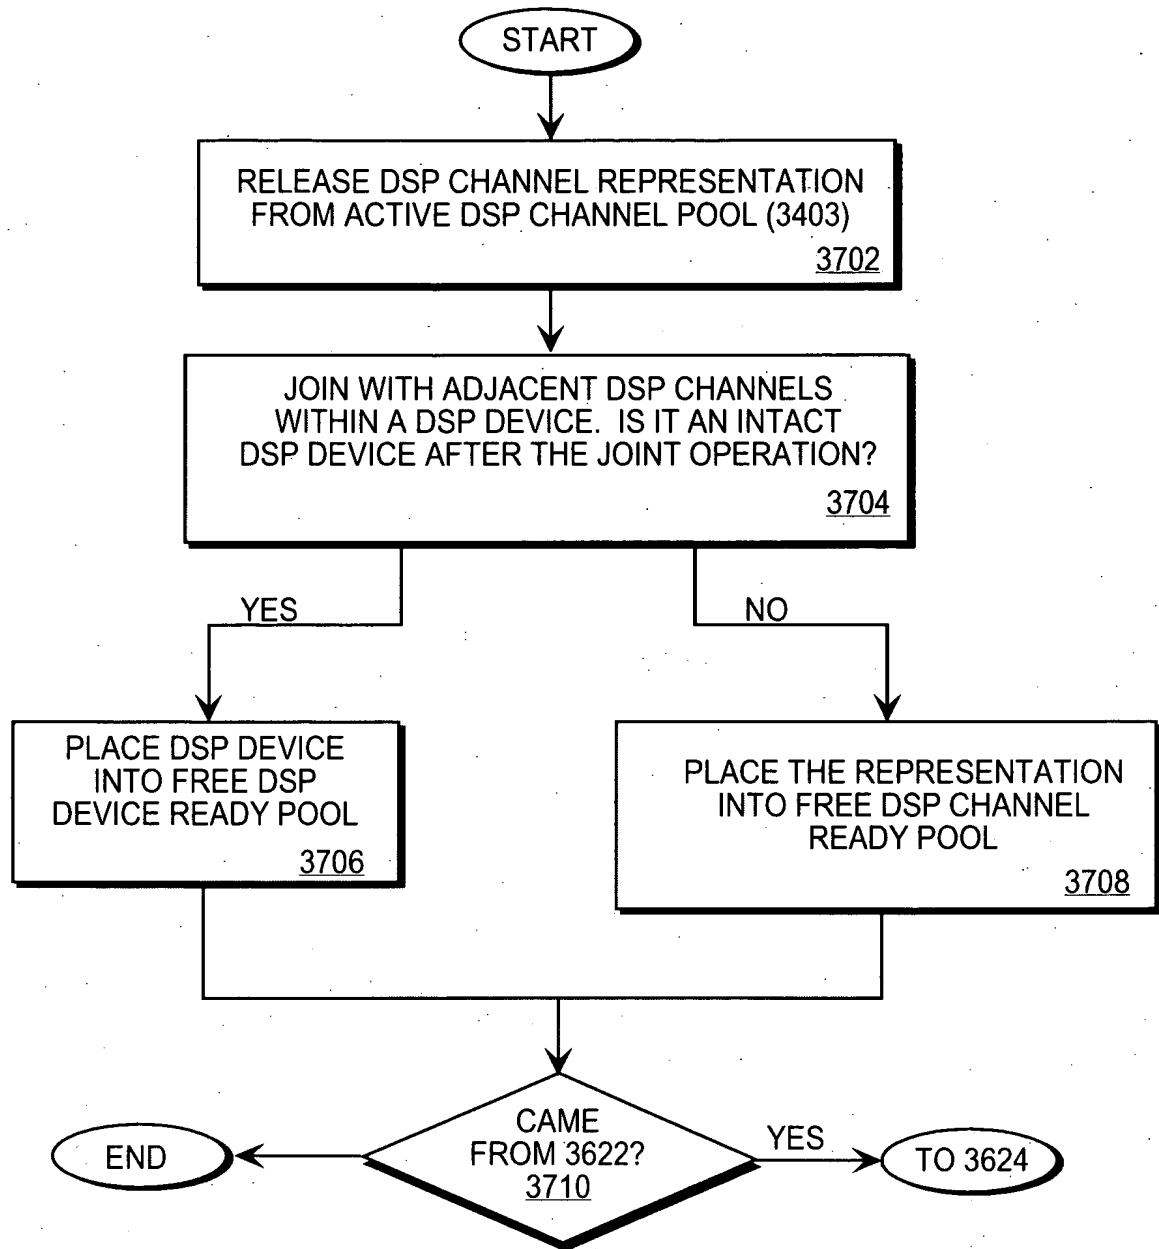 START
RELEASE DSP CHANNEL REPRESENTATION
FROM ACTIVE DSP CHANNEL POOL (3403)
3702
JOIN WITH ADJACENT DSP CHANNELS
WITHIN A DSP DEVICE. IS IT AN INTACT
DSP DEVICE AFTER THE JOINT OPERATION?
3704
YES
NO
PLACE DSP DEVICE
INTO FREE DSP
DEVICE READY POOL
3706
PLACE THE REPRESENTATION
INTO FREE DSP CHANNEL
READY POOL
3708
CAME
FROM 3622?
3710
END
YES
TO 3624